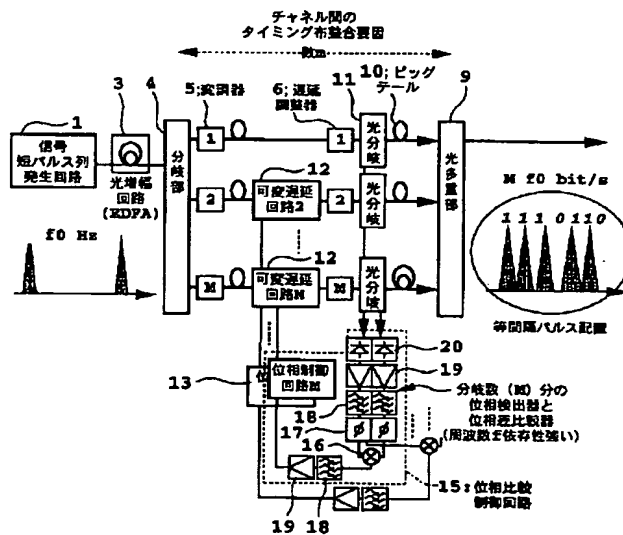 チャネル間の
タイミング布整合要因
数m
1
信号
短パルス列
発生回路
3
光増幅
回路
(EDFA)
4
分岐部
5;変調器
1
2
M
6;遅延
調整器
1
2
M
12
可変遅延
回路2
12
可変遅延
回路M
11
光分岐
光分岐
光分岐
10;ピッグ
テール
9
光多重部
f0 Hz
M f0 bit/s
1 1 1 0 1 1 0
等間隔パルス配置
13
位
位相制御
回路M
20
19
18
17
φ φ
16
分岐数(M)分の
位相検出器と
位相差比較器
(周波数f依存性強い)
19
18
15:位相比較
制御回路